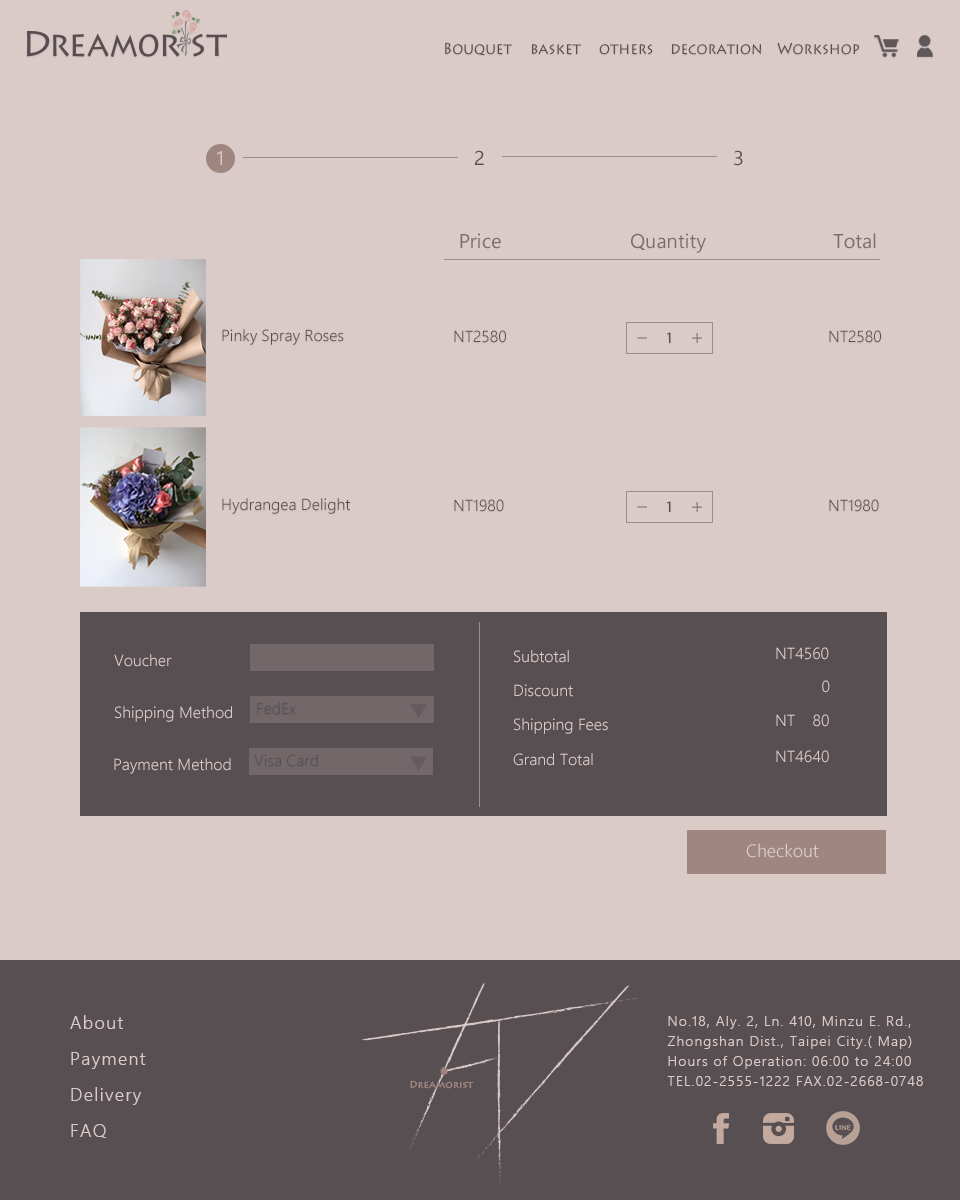 DREAMORIST
BOUQUET BASKET OTHERS DECORATION WORKSHOP
1 2 3
Price Quantity Total
Pinky Spray Roses NT2580 − 1 + NT2580
Hydrangea Delight NT1980 − 1 + NT1980
Voucher
Shipping Method FedEx
Payment Method Visa Card
Subtotal NT4560
Discount 0
Shipping Fees NT 80
Grand Total NT4640
Checkout
About
Payment
Delivery
FAQ
DREAMORIST
No.18, Aly. 2, Ln. 410, Minzu E. Rd.,
Zhongshan Dist., Taipei City.( Map)
Hours of Operation: 06:00 to 24:00
TEL.02-2555-1222 FAX.02-2668-0748
LINE